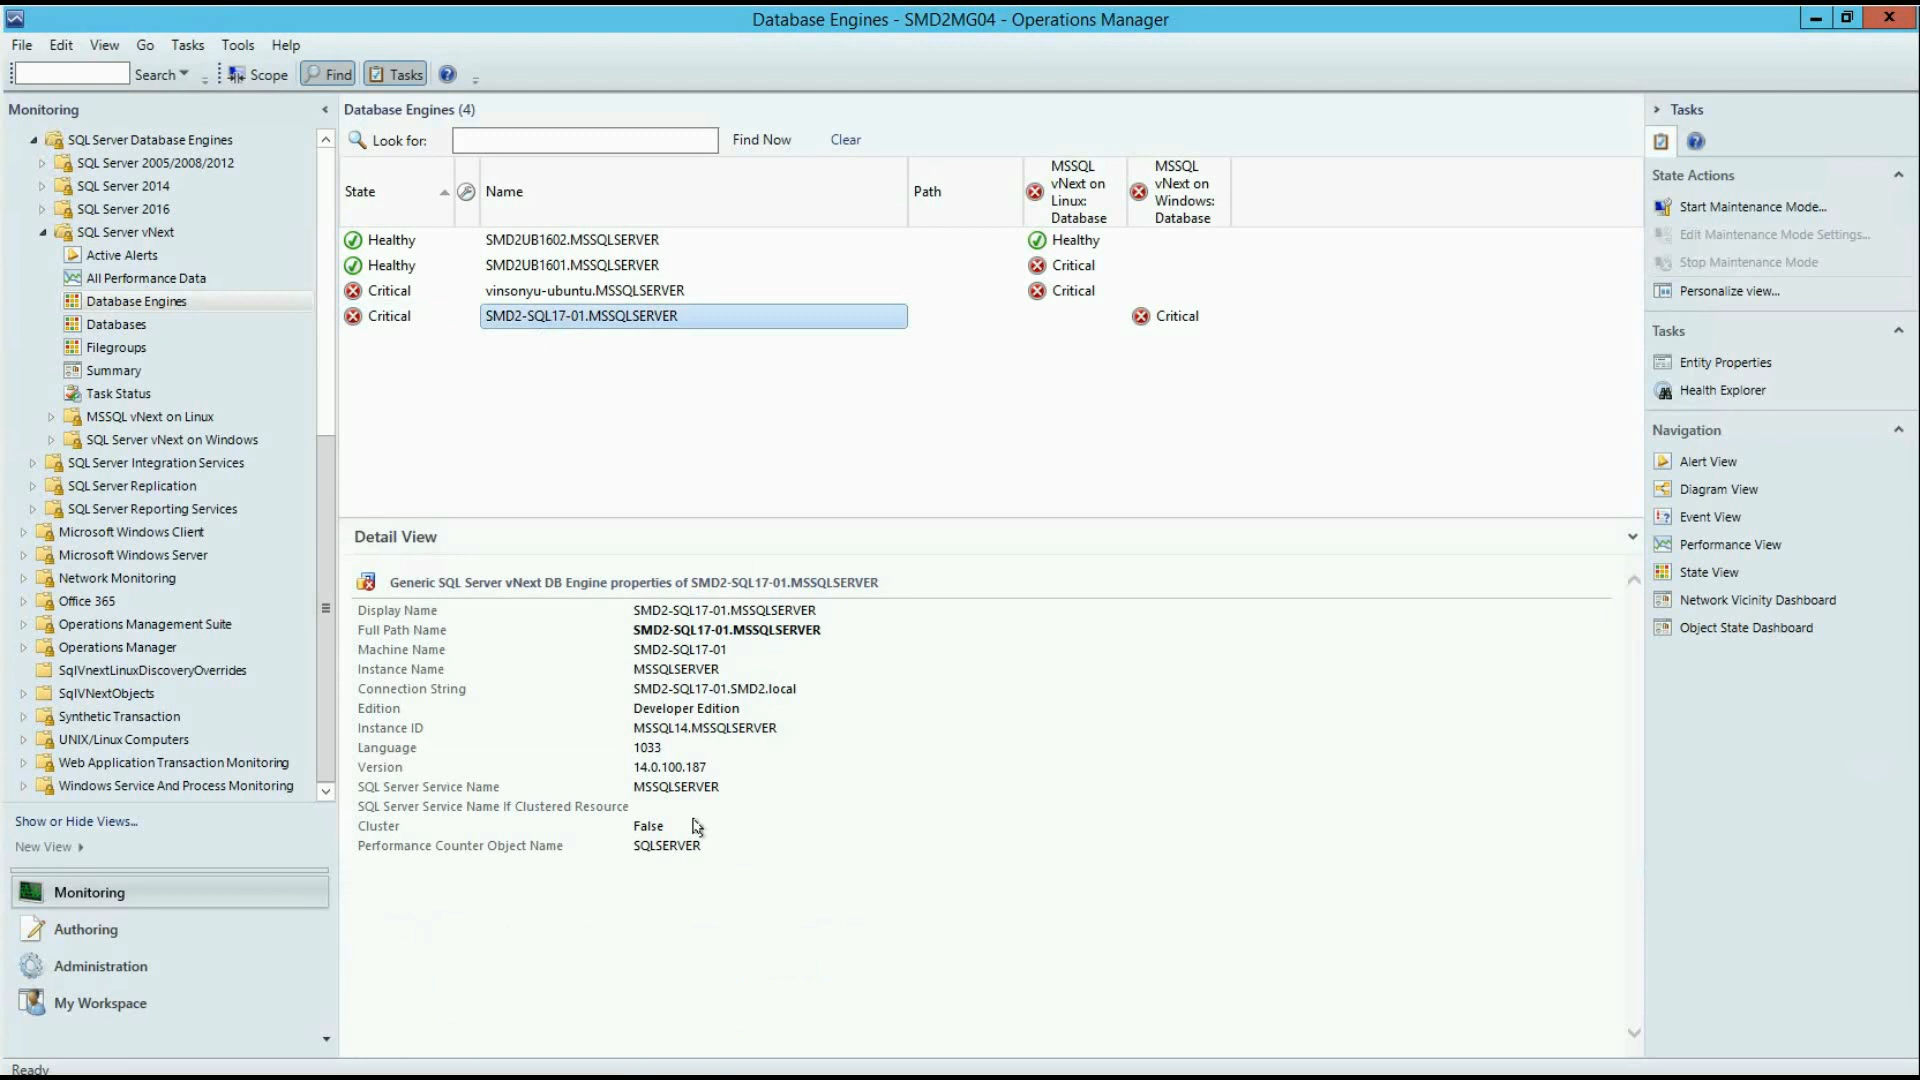 Database Engines - SMD2MG04 - Operations Manager
File Edit View Go Tasks Tools Help
Search Scope Find Tasks
Monitoring
SQL Server Database Engines
SQL Server 2005/2008/2012
SQL Server 2014
SQL Server 2016
SQL Server vNext
Active Alerts
All Performance Data
Database Engines
Databases
Filegroups
Summary
Task Status
MSSQL vNext on Linux
SQL Server vNext on Windows
SQL Server Integration Services
SQL Server Replication
SQL Server Reporting Services
Microsoft Windows Client
Microsoft Windows Server
Network Monitoring
Office 365
Operations Management Suite
Operations Manager
SqlVnextLinuxDiscoveryOverrides
SqlVNextObjects
Synthetic Transaction
UNIX/Linux Computers
Web Application Transaction Monitoring
Windows Service And Process Monitoring
Show or Hide Views...
New View
Monitoring
Authoring
Administration
My Workspace
Database Engines (4)
Look for: Find Now Clear
State Name Path
MSSQL
vNext on
Linux:
Database
MSSQL
vNext on
Windows:
Database
Healthy SMD2UB1602.MSSQLSERVER Healthy
Healthy SMD2UB1601.MSSQLSERVER Critical
Critical vinsonyu-ubuntu.MSSQLSERVER Critical
Critical SMD2-SQL17-01.MSSQLSERVER Critical
Detail View
Generic SQL Server vNext DB Engine properties of SMD2-SQL17-01.MSSQLSERVER
Display Name SMD2-SQL17-01.MSSQLSERVER
Full Path Name SMD2-SQL17-01.MSSQLSERVER
Machine Name SMD2-SQL17-01
Instance Name MSSQLSERVER
Connection String SMD2-SQL17-01.SMD2.local
Edition Developer Edition
Instance ID MSSQL14.MSSQLSERVER
Language 1033
Version 14.0.100.187
SQL Server Service Name MSSQLSERVER
SQL Server Service Name If Clustered Resource
Cluster False
Performance Counter Object Name SQLSERVER
Tasks
State Actions
Start Maintenance Mode...
Edit Maintenance Mode Settings...
Stop Maintenance Mode
Personalize view...
Tasks
Entity Properties
Health Explorer
Navigation
Alert View
Diagram View
Event View
Performance View
State View
Network Vicinity Dashboard
Object State Dashboard
Ready